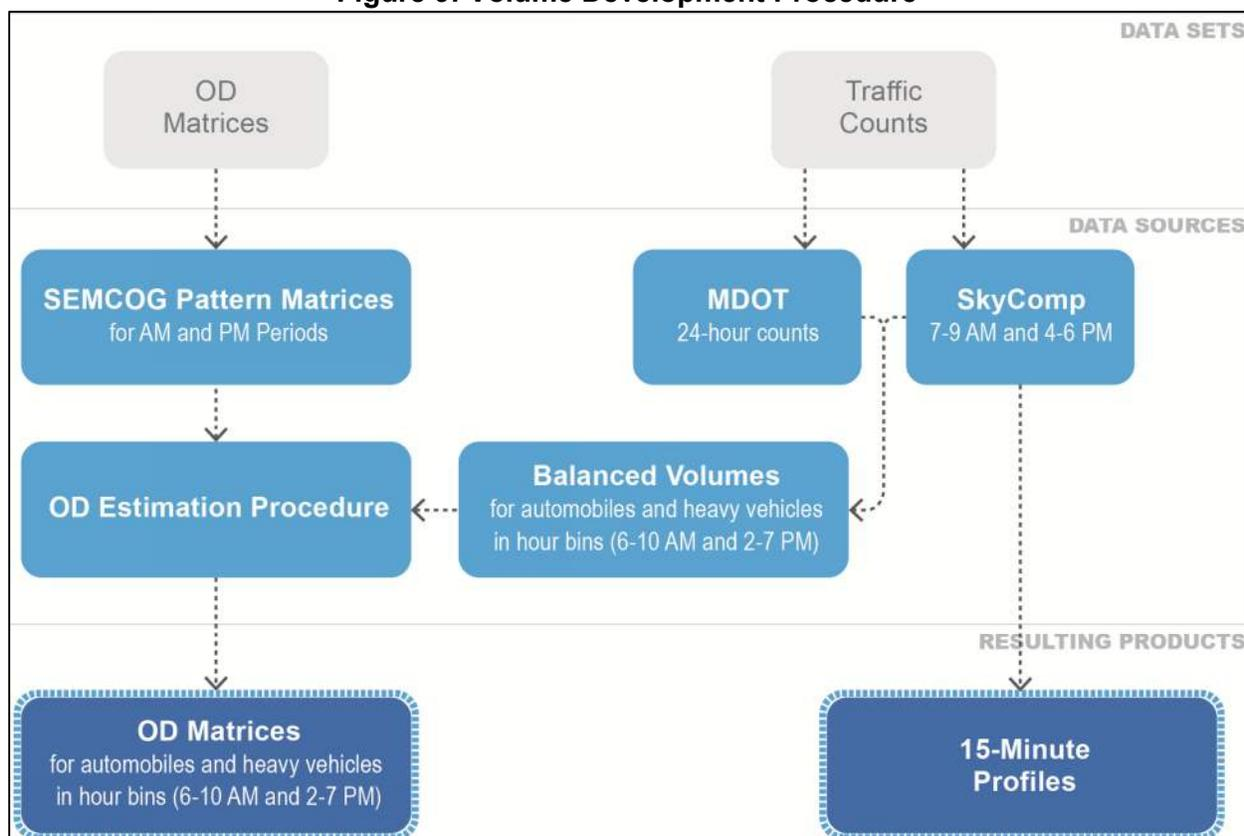 DATA SETS
OD
Matrices
Traffic
Counts
DATA SOURCES
SEMCOG Pattern Matrices
for AM and PM Periods
MDOT
24-hour counts
SkyComp
7-9 AM and 4-6 PM
OD Estimation Procedure
Balanced Volumes
for automobiles and heavy vehicles
in hour bins (6-10 AM and 2-7 PM)
RESULTING PRODUCTS
OD Matrices
for automobiles and heavy vehicles
in hour bins (6-10 AM and 2-7 PM)
15-Minute
Profiles